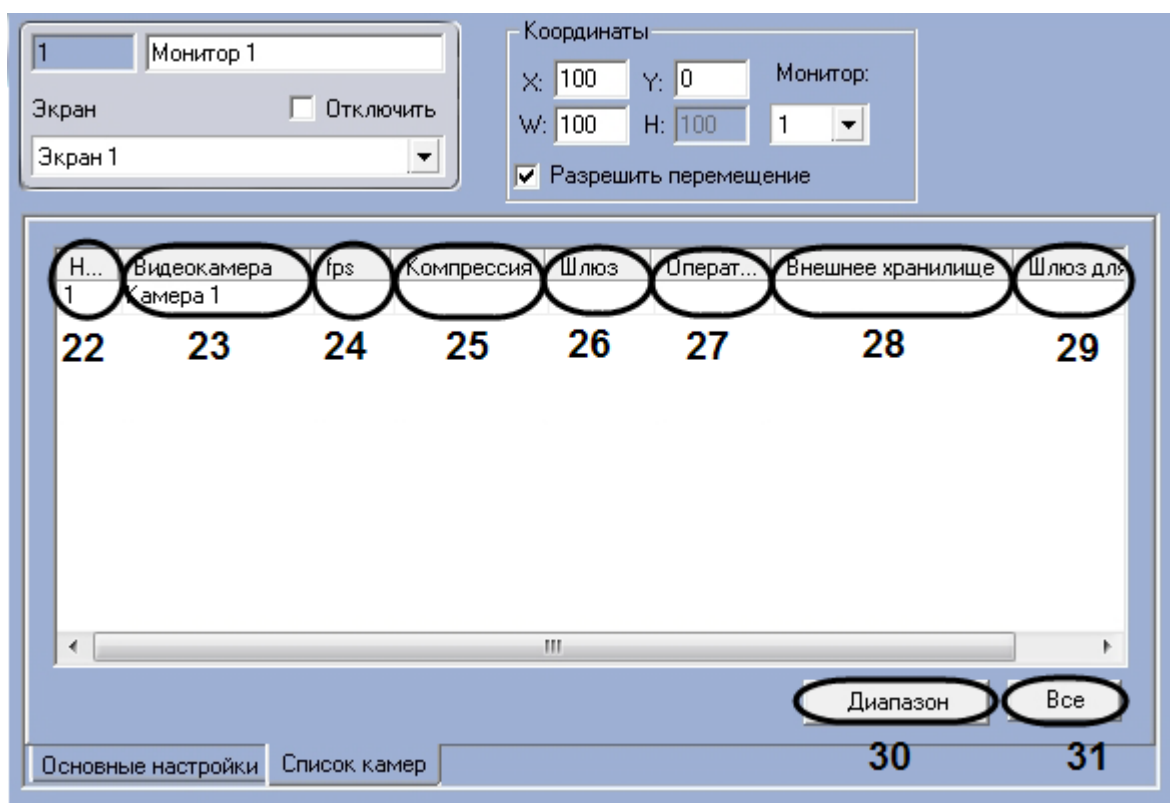 1 Монитор 1
Экран Отключить
Экран 1
Координаты
X: 100 Y: 0 Монитор:
W: 100 H: 100 1
Разрешить перемещение
Н... Видеокамера fps Компрессия Шлюз Операт... Внешнее хранилище Шлюз для
1 Камера 1
22 23 24 25 26 27 28 29
Диапазон Все
30 31
Основные настройки Список камер